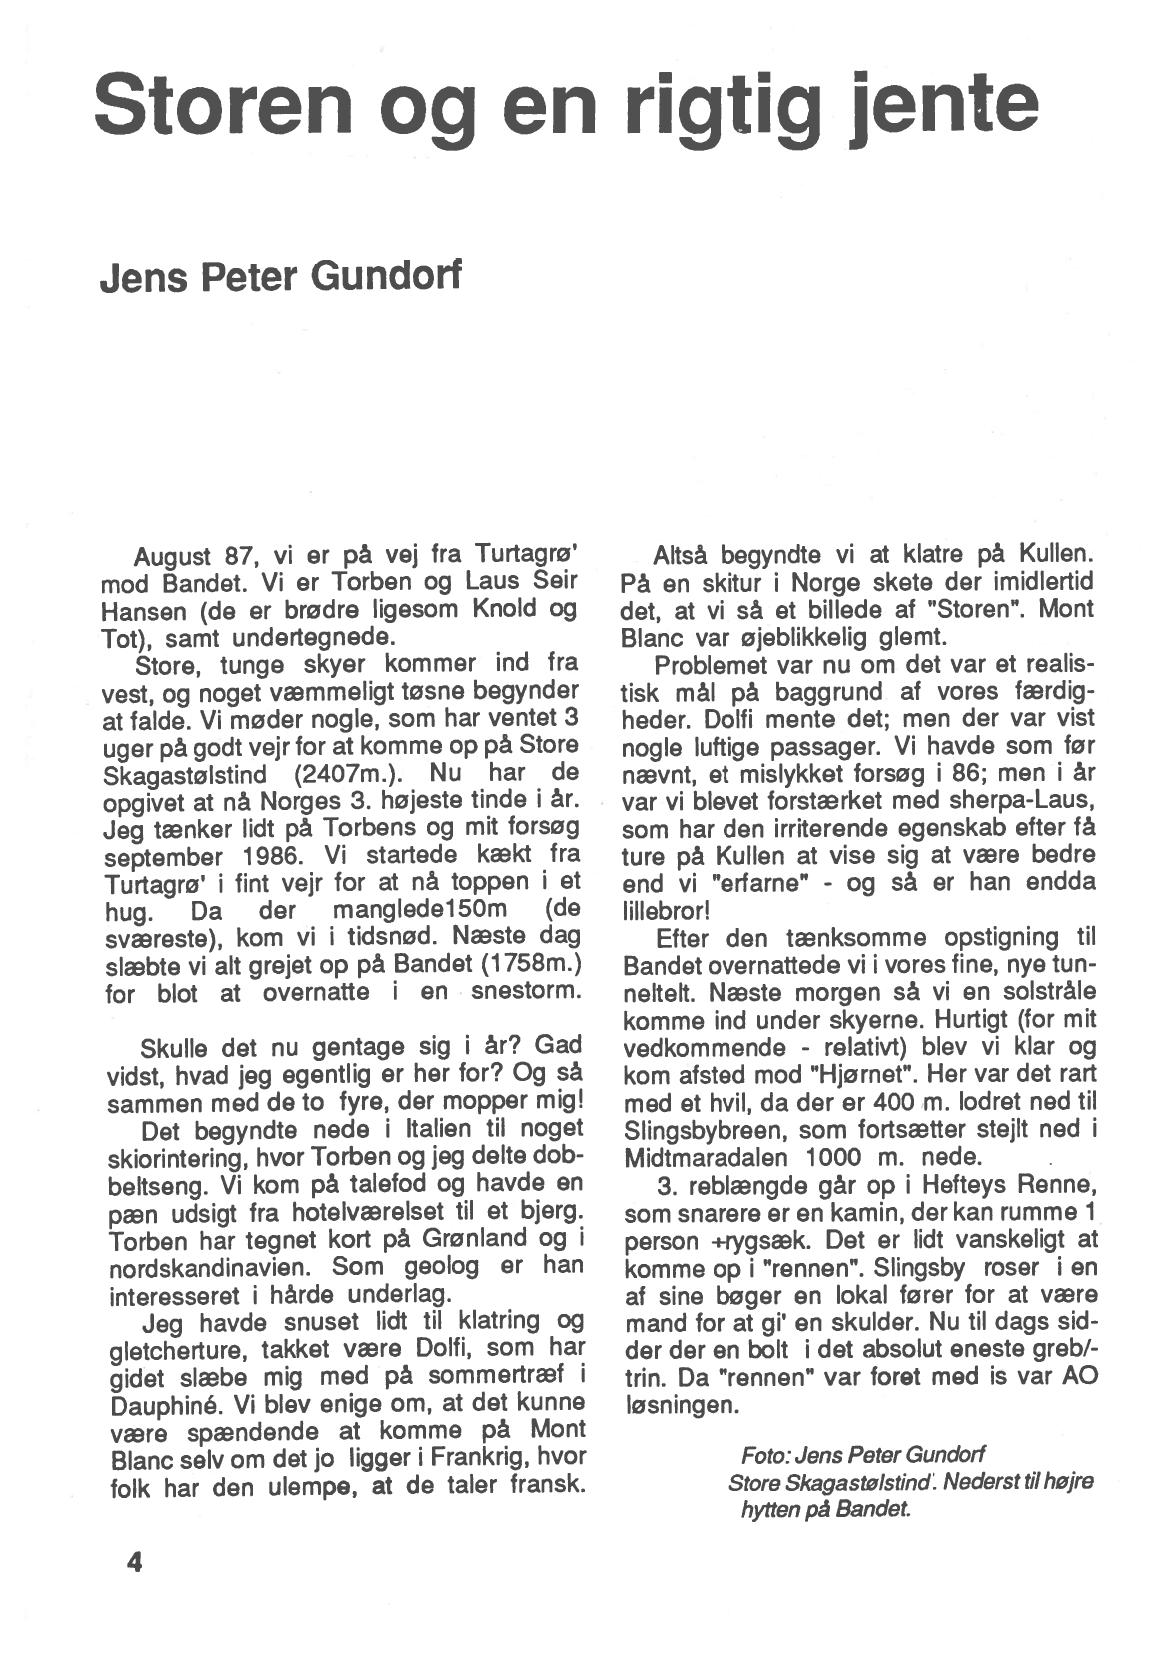 Storen og en rigtig jente
Jens Peter Gundorf
August 87, vi er på vej fra Turtagrø'
mod Bandet. Vi er Torben og Laus Seir
Hansen (de er brødre ligesom Knold og
Tot), samt undertegnede.
Store, tunge skyer kommer ind fra
vest, og noget væmmeligt tøsne begynder
at falde. Vi møder nogle, som har ventet 3
uger på godt vejr for at komme op på Store
Skagastølstind (2407m.). Nu har de
opgivet at nå Norges 3. højeste tinde i år.
Jeg tænker lidt på Torbens og mit forsøg
september 1986. Vi startede kækt fra
Turtagrø' i fint vejr for at nå toppen i et
hug. Da der manglede150m (de
sværeste), kom vi i tidsnød. Næste dag
slæbte vi alt grejet op på Bandet (1758m.)
for blot at overnatte i en snestorm.
Skulle det nu gentage sig i år? Gad
vidst, hvad jeg egentlig er her for? Og så
sammen med de to fyre, der mopper mig!
Det begyndte nede i Italien til noget
skiorintering, hvor Torben og jeg delte dob-
beltseng. Vi kom på talefod og havde en
pæn udsigt fra hotelværelset til et bjerg.
Torben har tegnet kort på Grønland og i
nordskandinavien. Som geolog er han
interesseret i hårde underlag.
Jeg havde snuset lidt til klatring og
gletcherture, takket være Dolfi, som har
gidet slæbe mig med på sommertræf i
Dauphiné. Vi blev enige om, at det kunne
være spændende at komme på Mont
Blanc selv om det jo ligger i Frankrig, hvor
folk har den ulempe, at de taler fransk.
Altså begyndte vi at klatre på Kullen.
På en skitur i Norge skete der imidlertid
det, at vi så et billede af "Storen". Mont
Blanc var øjeblikkelig glemt.
Problemet var nu om det var et realis-
tisk mål på baggrund af vores færdig-
heder. Dolfi mente det; men der var vist
nogle luftige passager. Vi havde som før
nævnt, et mislykket forsøg i 86; men i år
var vi blevet forstærket med sherpa-Laus,
som har den irriterende egenskab efter få
ture på Kullen at vise sig at være bedre
end vi "erfarne" - og så er han endda
lillebror!
Efter den tænksomme opstigning til
Bandet overnattede vi i vores fine, nye tun-
neltelt. Næste morgen så vi en solstråle
komme ind under skyerne. Hurtigt (for mit
vedkommende - relativt) blev vi klar og
kom afsted mod "Hjørnet". Her var det rart
med et hvil, da der er 400 m. lodret ned til
Slingsbybreen, som fortsætter stejlt ned i
Midtmaradalen 1000 m. nede.
3. reblængde går op i Hefteys Renne,
som snarere er en kamin, der kan rumme 1
person +rygsæk. Det er lidt vanskeligt at
komme op i "rennen". Slingsby roser i en
af sine bøger en lokal fører for at være
mand for at gi' en skulder. Nu til dags sid-
der der en bolt i det absolut eneste greb/-
trin. Da "rennen" var foret med is var AO
løsningen.
Foto: Jens Peter Gundorf
Store Skagastølstind. Nederst til højre
hytten på Bandet.
4